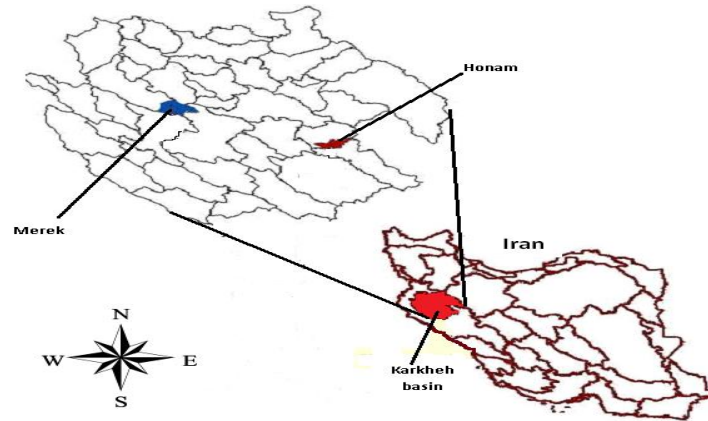 Honam
Merek
Iran
N
W
E
S
Karkheh
basin